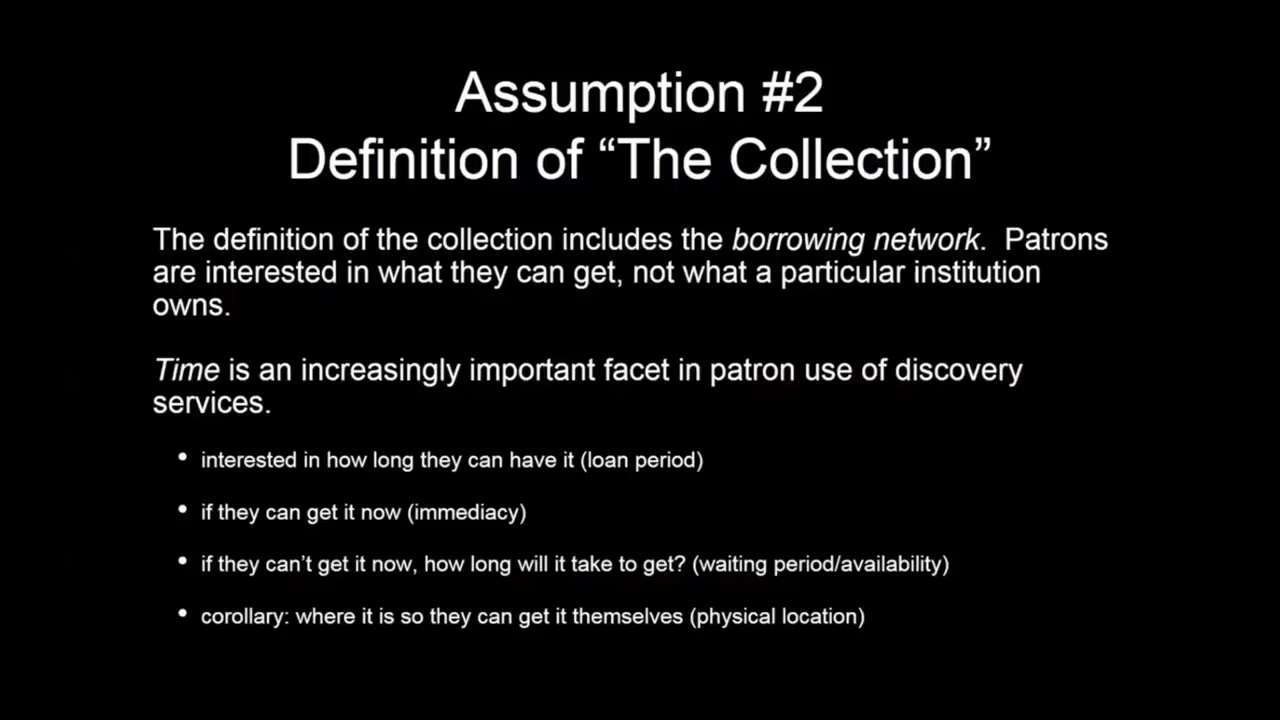 Assumption #2
Definition of “The Collection”
The definition of the collection includes the borrowing network.  Patrons
are interested in what they can get, not what a particular institution
owns.
Time is an increasingly important facet in patron use of discovery
services.
• interested in how long they can have it (loan period)
• if they can get it now (immediacy)
• if they can’t get it now, how long will it take to get? (waiting period/availability)
• corollary: where it is so they can get it themselves (physical location)